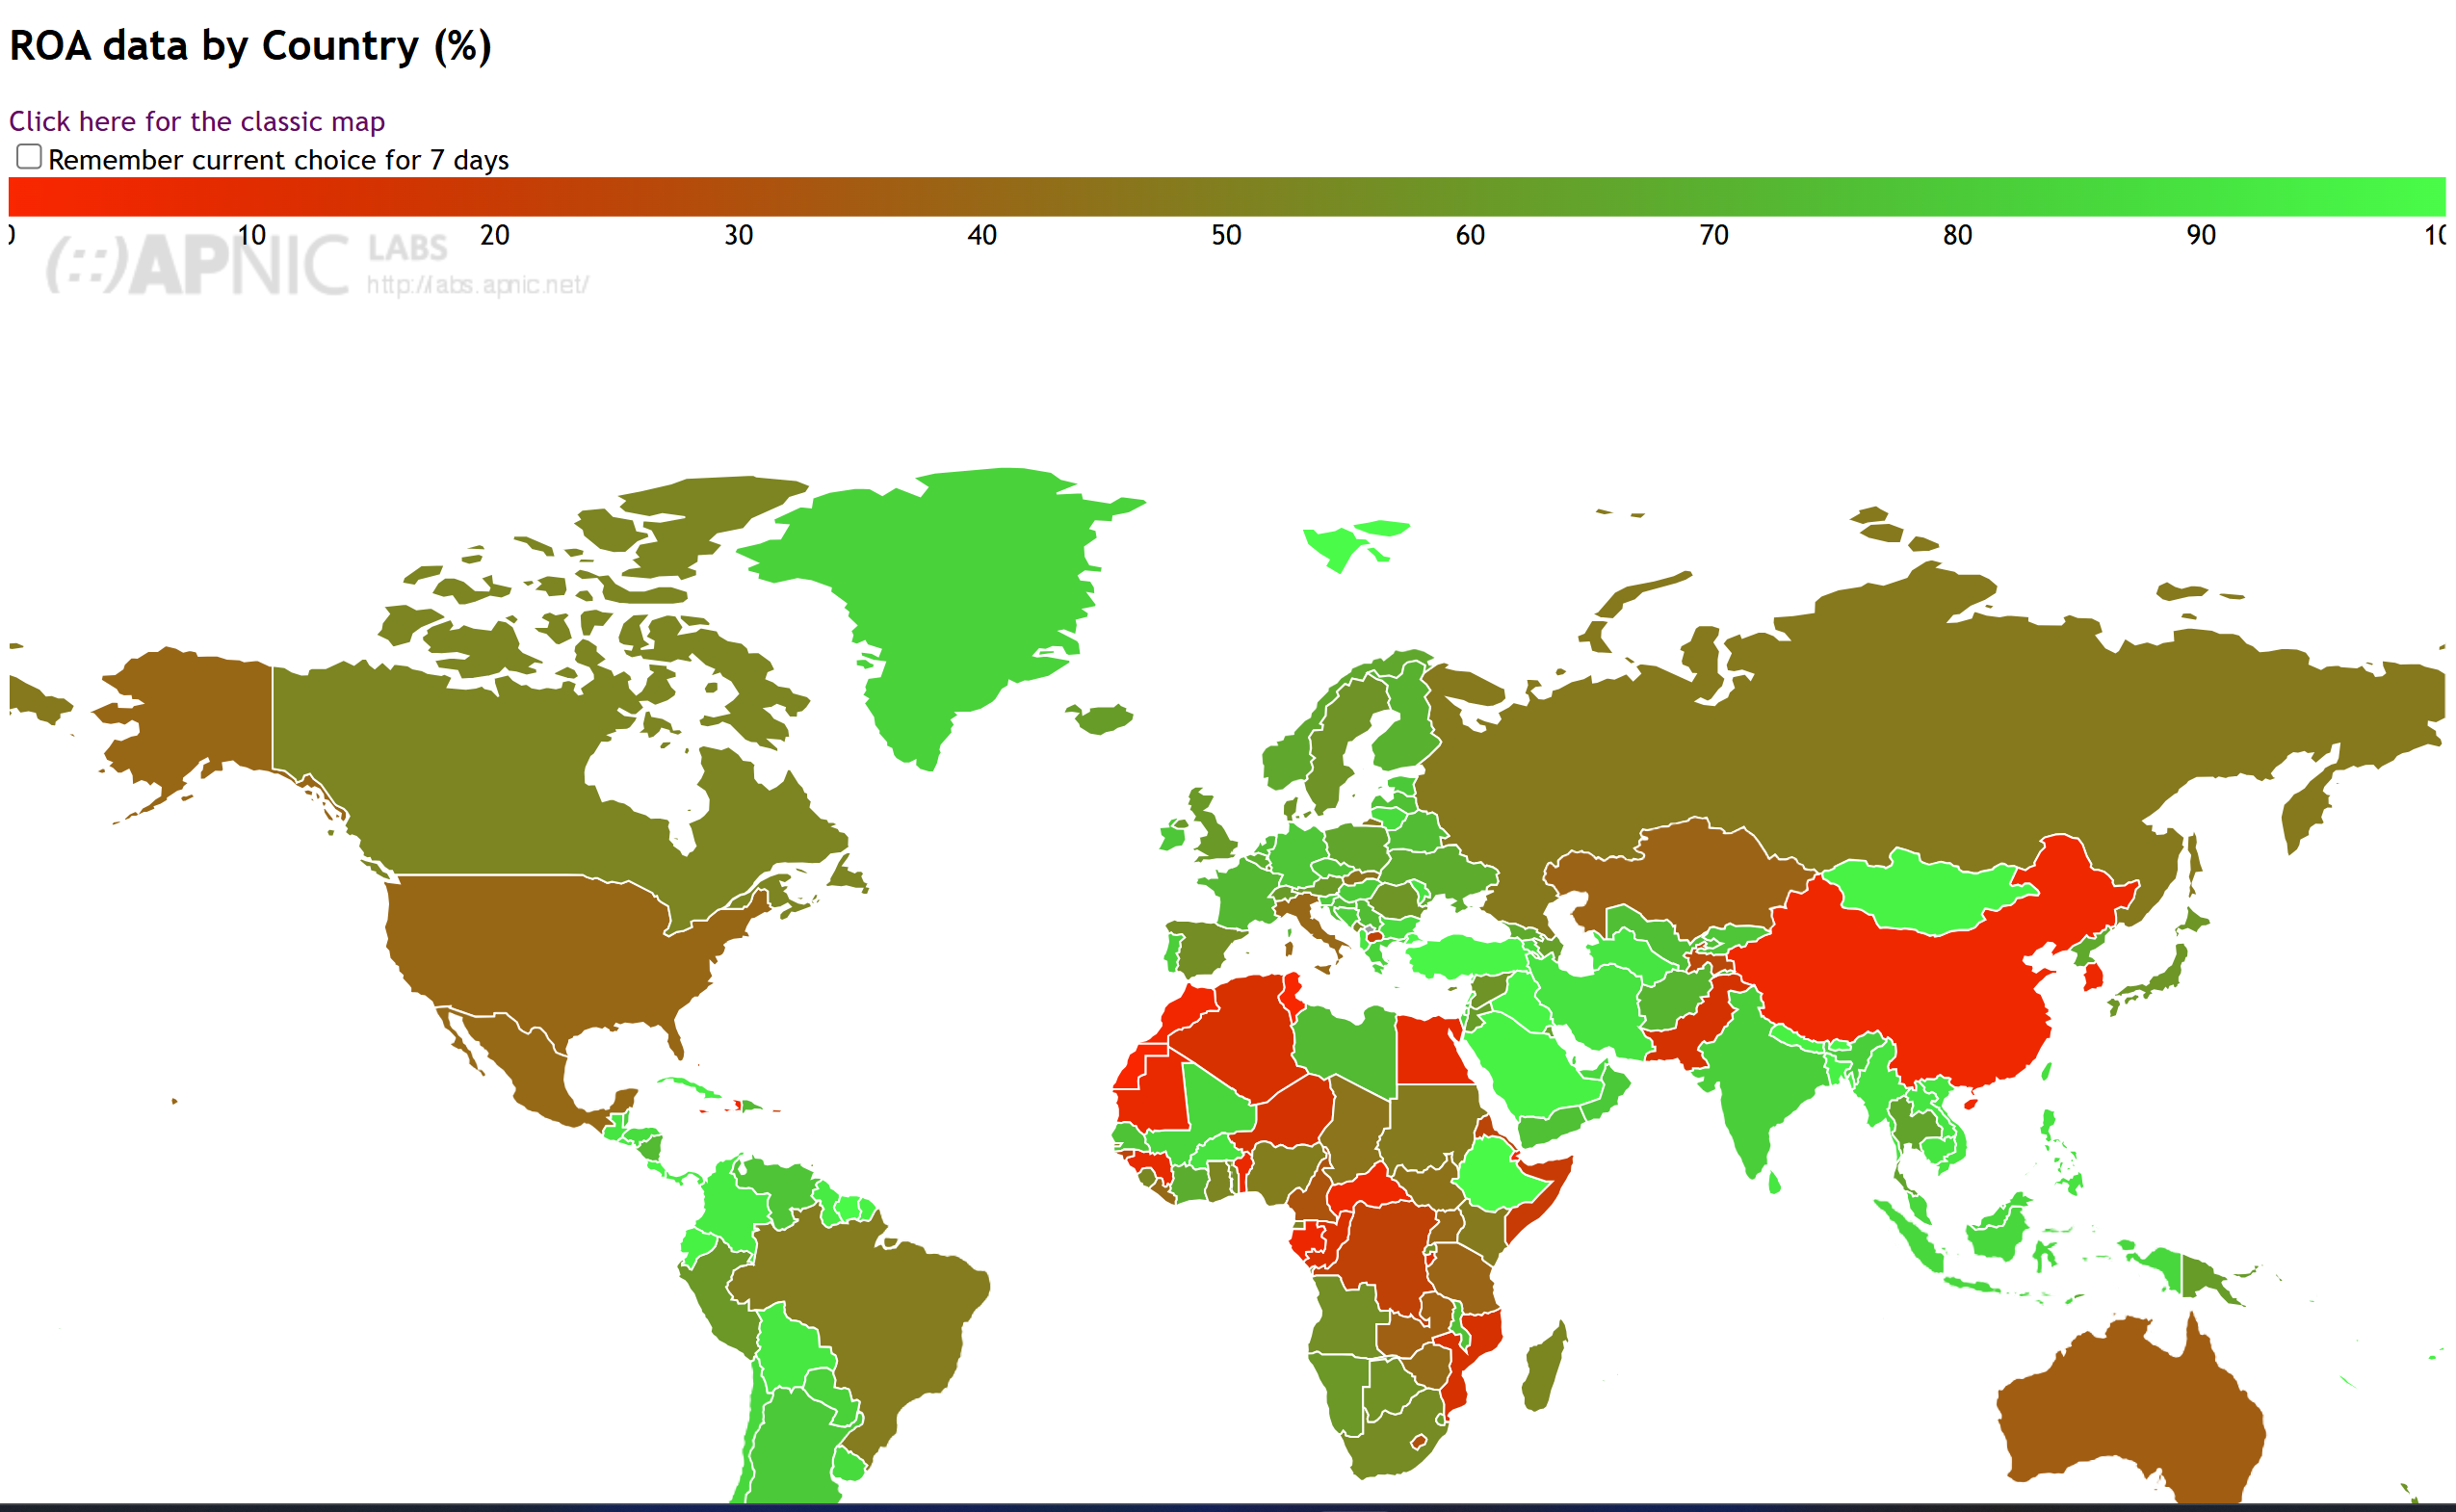 ROA data by Country (%)
Click here for the classic map
Remember current choice for 7 days
10 20 30 40 50 60 70 80 90
(::)APNIC LABS
http://labs.apnic.net/